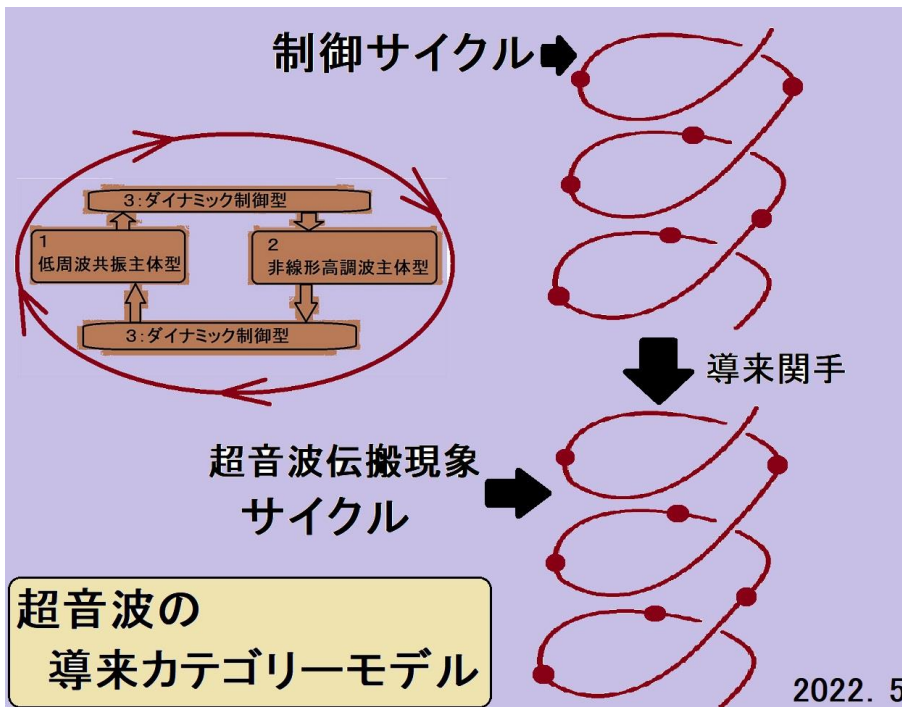 制御サイクル
3:ダイナミック制御型
1
低周波共振主体型
2
非線形高調波主体型
3:ダイナミック制御型
導来関手
超音波伝搬現象
サイクル
超音波の
導来カテゴリーモデル
2022. 5